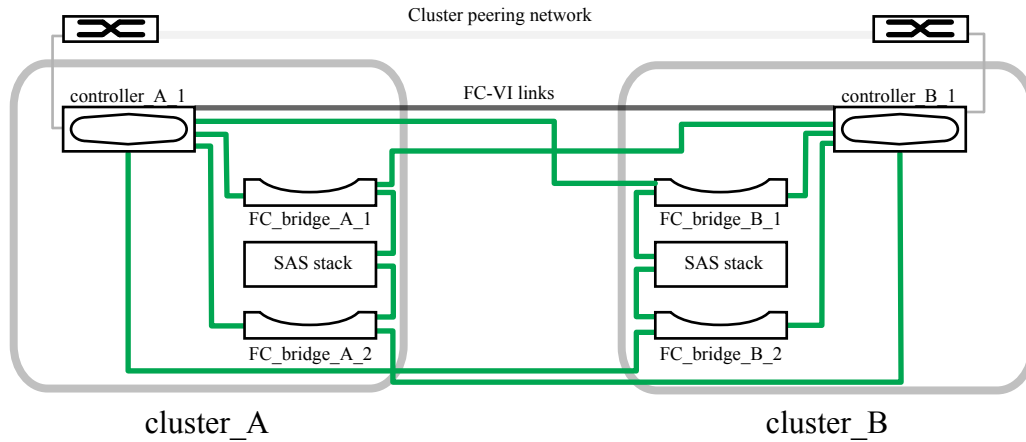 Cluster peering network
controller_A_1
FC-VI links
controller_B_1
FC_bridge_A_1
FC_bridge_B_1
SAS stack
SAS stack
FC_bridge_A_2
FC_bridge_B_2
cluster_A
cluster_B